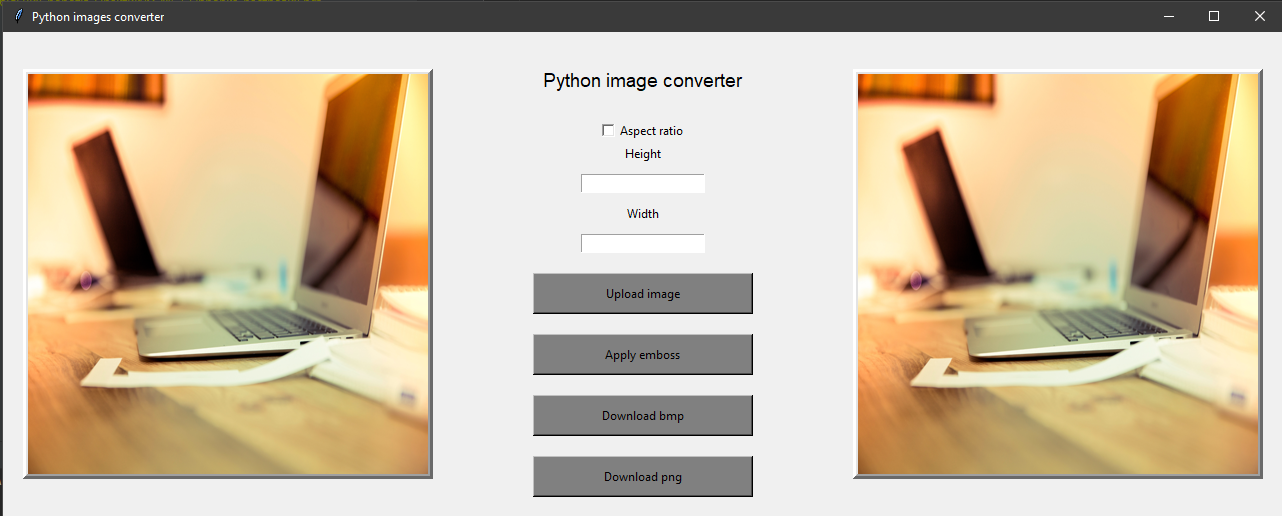 Python images converter
Python image converter
Aspect ratio
Height
Width
Upload image
Apply emboss
Download bmp
Download png